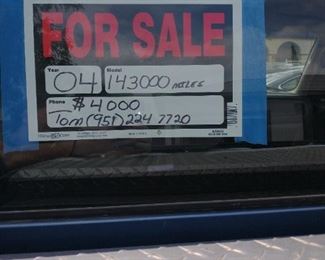 FOR SALE
Year Model
04 143000 MILES
Phone $4000
Tom (951) 224 7720